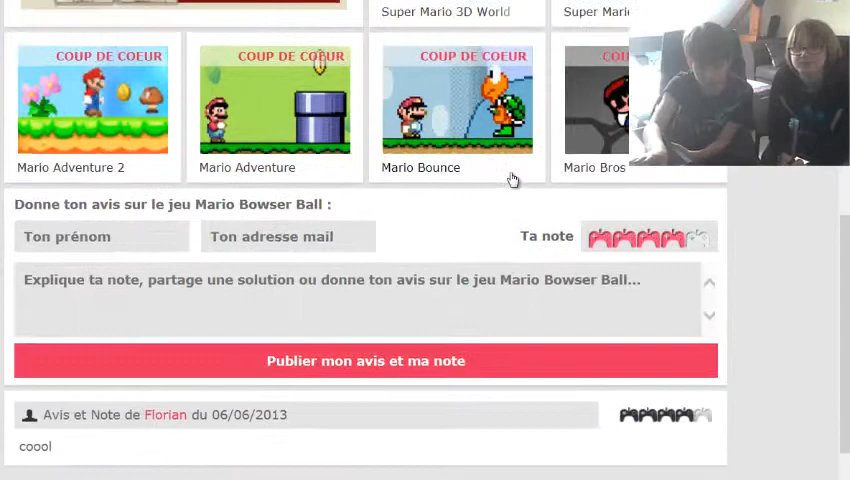 Super Mario 3D World
Super Mari
COUP DE COEUR
COUP DE COEUR
COUP DE COEUR
COUP DE COEUR
Mario Adventure 2
Mario Adventure
Mario Bounce
Mario Bros
Donne ton avis sur le jeu Mario Bowser Ball :
Ton prénom
Ton adresse mail
Ta note
Explique ta note, partage une solution ou donne ton avis sur le jeu Mario Bowser Ball...
Publier mon avis et ma note
Avis et Note de Florian du 06/06/2013
coool